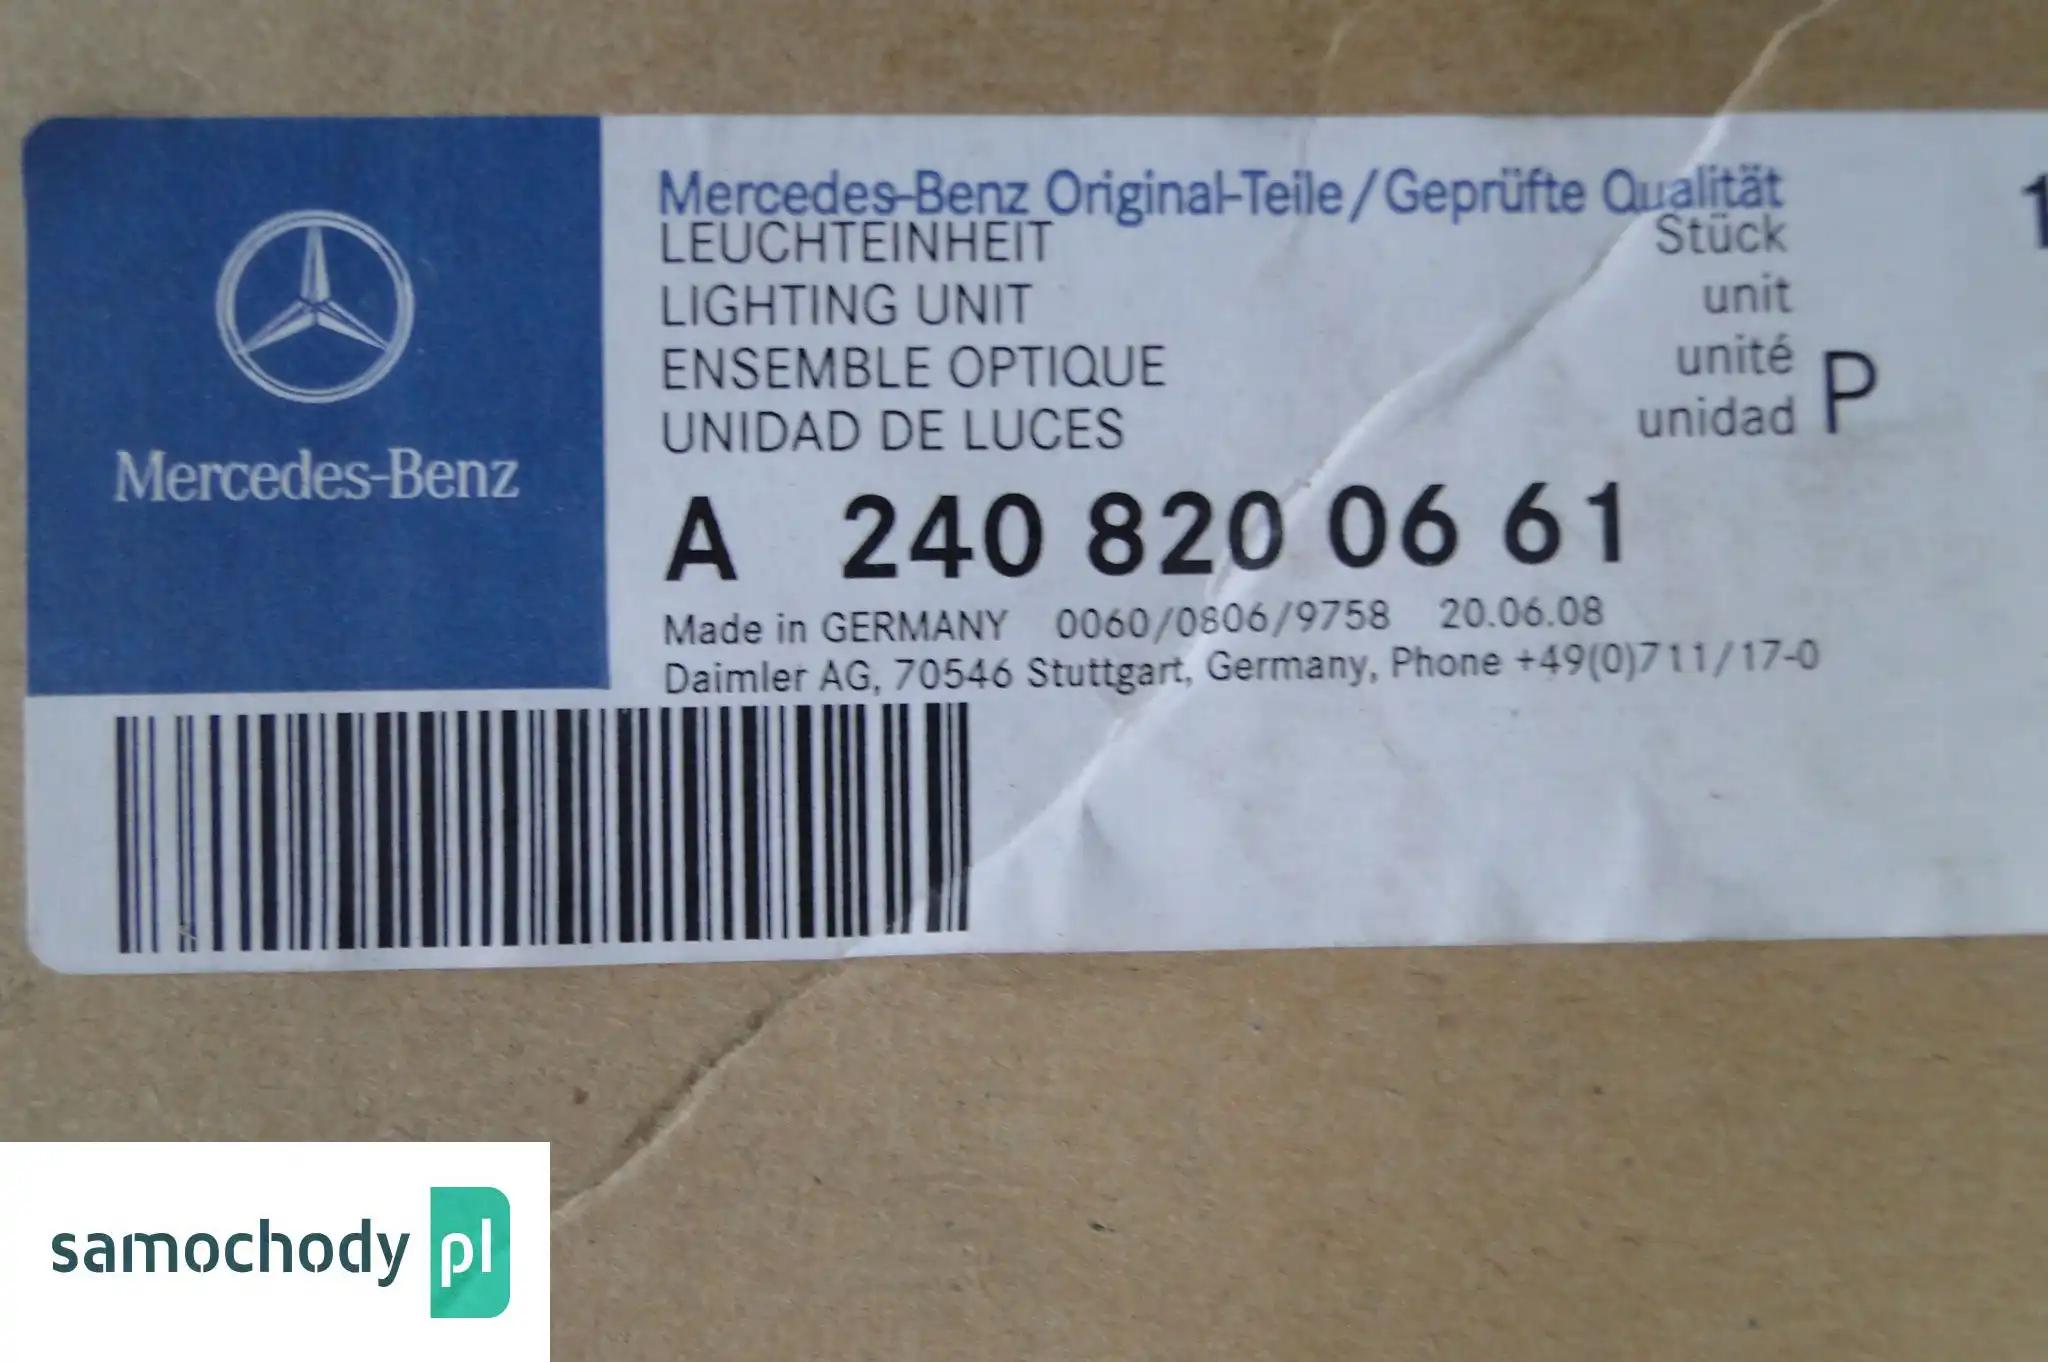 Mercedes-Benz
Mercedes-Benz Original-Teile/Geprüfte Qualität
LEUCHTEINHEIT
LIGHTING UNIT
ENSEMBLE OPTIQUE
UNIDAD DE LUCES
Stück 1
unit
unité
unidad P
A 240 820 06 61
Made in GERMANY 0060/0806/9758 20.06.08
Daimler AG, 70546 Stuttgart, Germany, Phone +49(0)711/17-0
samochody pl